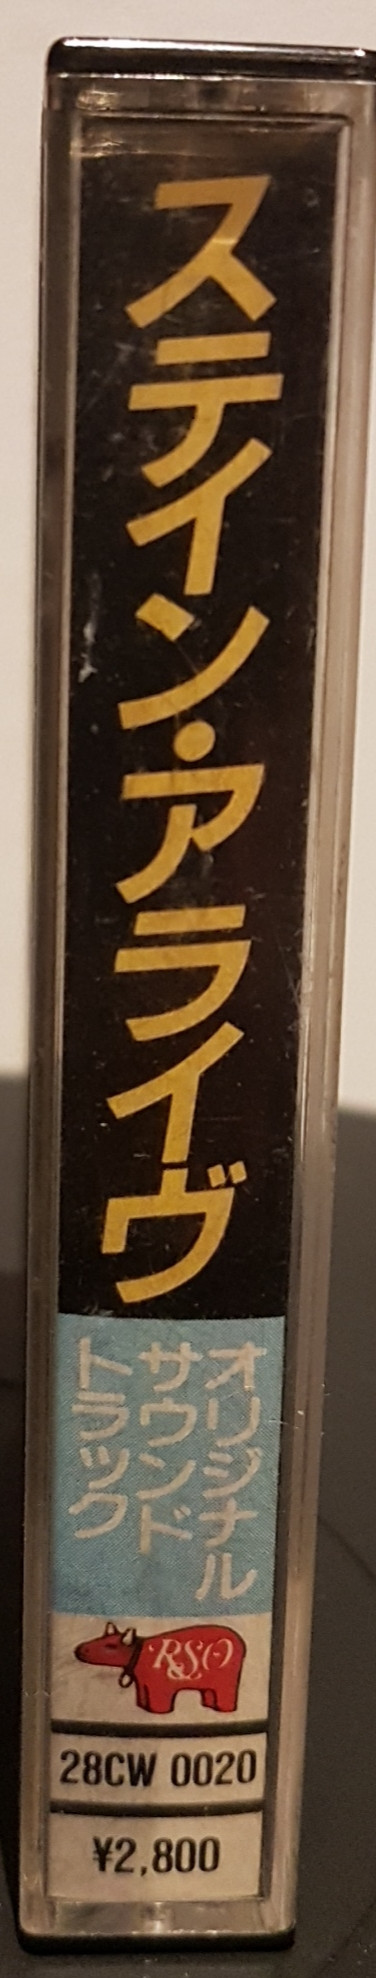 ステイン・アライヴ
オリジナル
サウンド
トラック
RSO
28CW 0020
¥2,800